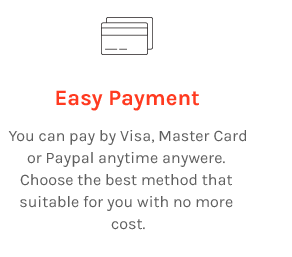 Easy Payment
You can pay by Visa, Master Card
or Paypal anytime anywere.
Choose the best method that
suitable for you with no more
cost.